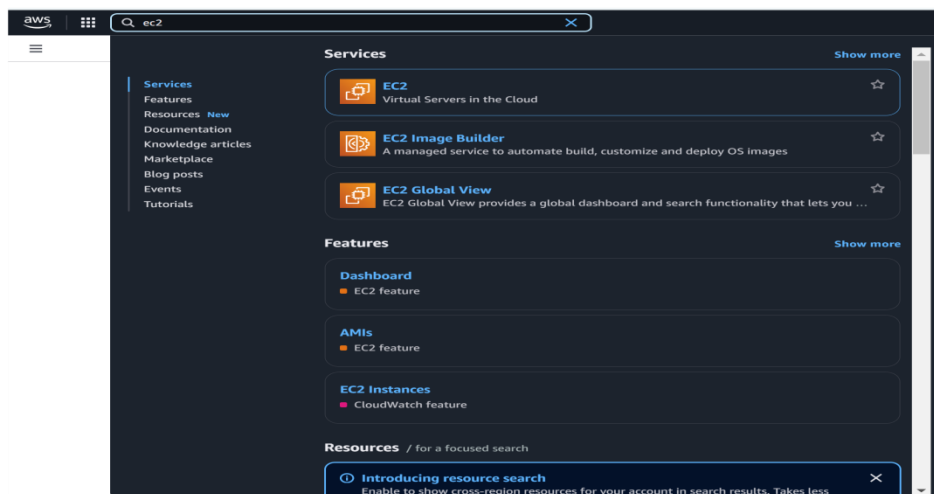 aws
ec2
Services
Features
Resources New
Documentation
Knowledge articles
Marketplace
Blog posts
Events
Tutorials
Services
Show more
EC2
Virtual Servers in the Cloud
EC2 Image Builder
A managed service to automate build, customize and deploy OS images
EC2 Global View
EC2 Global View provides a global dashboard and search functionality that lets you ...
Features
Show more
Dashboard
EC2 feature
AMIs
EC2 feature
EC2 Instances
CloudWatch feature
Resources / for a focused search
Introducing resource search
Enable to show cross-region resources for your account in search results. Takes less